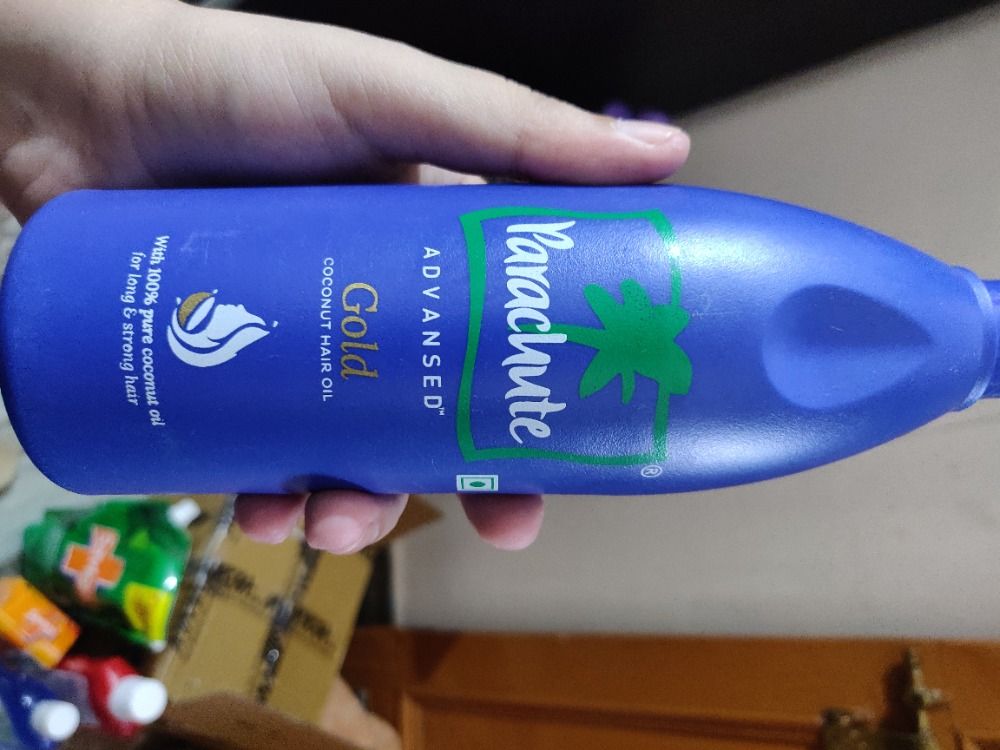 Parachute
®
ADVANSED™
Gold
COCONUT HAIR OIL
With 100% pure coconut oil
for long & strong hair